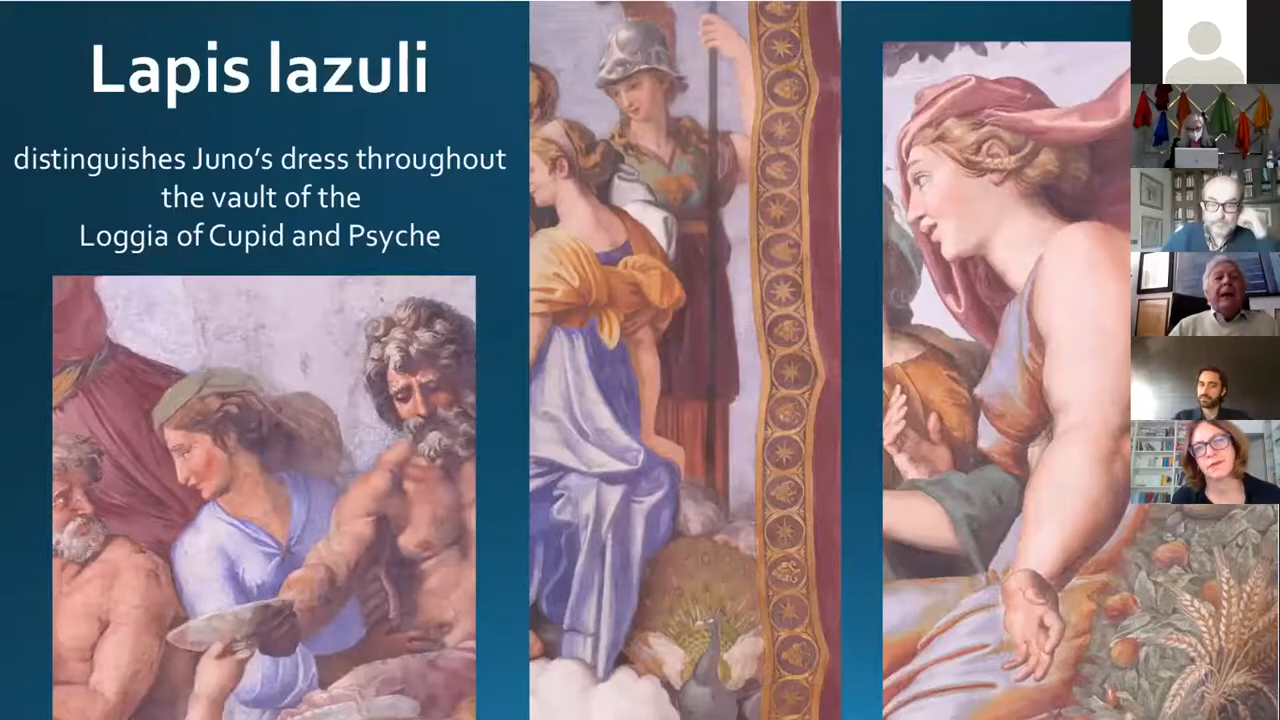 Lapis lazuli
distinguishes Juno's dress throughout
the vault of the
Loggia of Cupid and Psyche